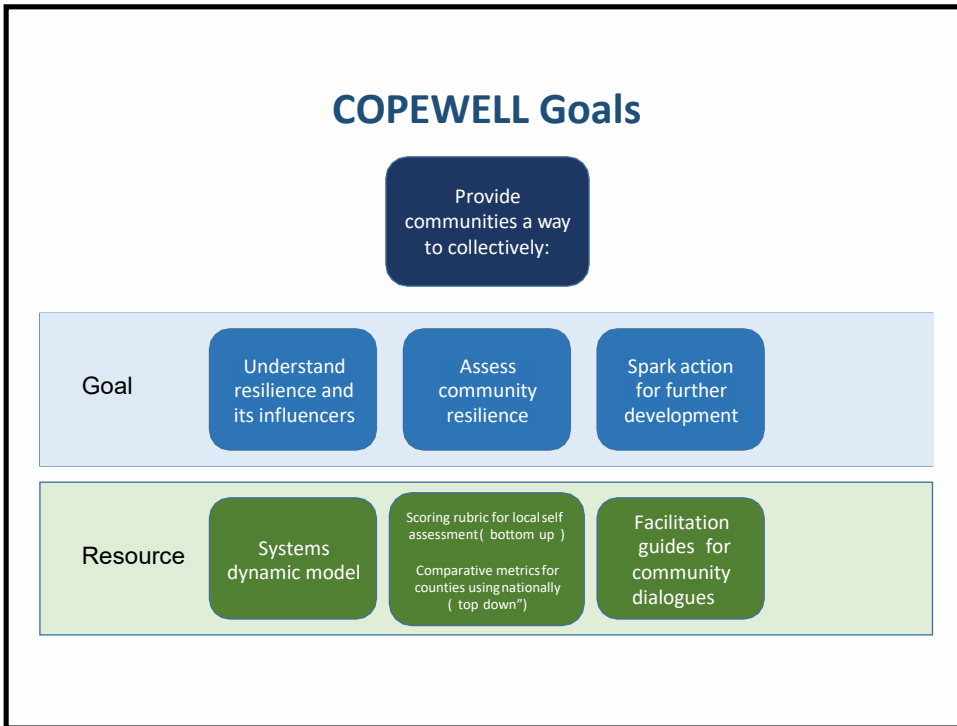 COPEWELL Goals
Provide
communities a way
to collectively:
Goal
Understand
resilience and
its influencers
Assess
community
resilience
Spark action
for further
development
Resource
Systems
dynamic model
Scoring rubric for local self
assessment( bottom up )
Comparative metrics for
counties using nationally
( top down”)
Facilitation
guides for
community
dialogues